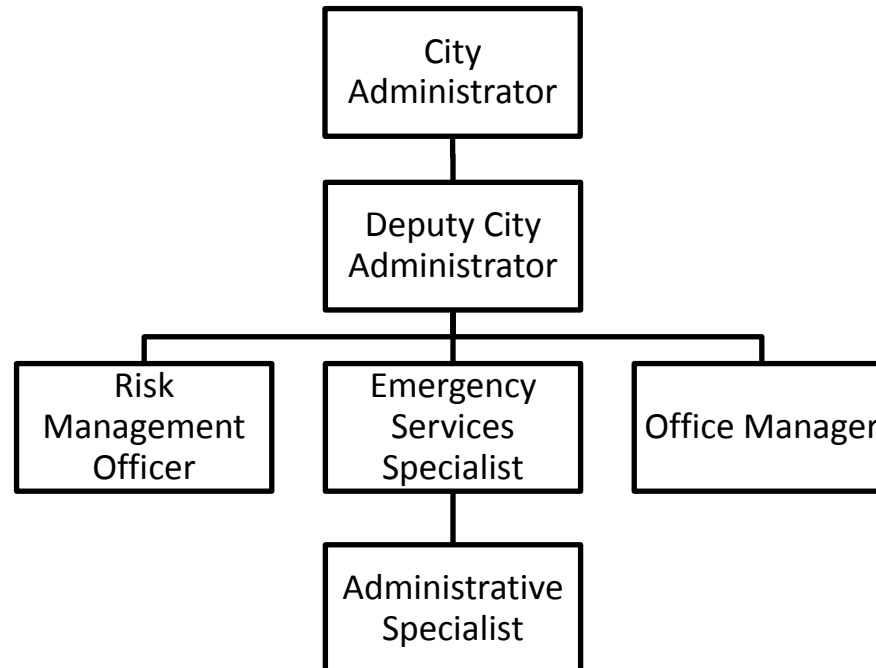 City
Administrator
Deputy City
Administrator
Risk
Management
Officer
Emergency
Services
Specialist
Office Manager
Administrative
Specialist